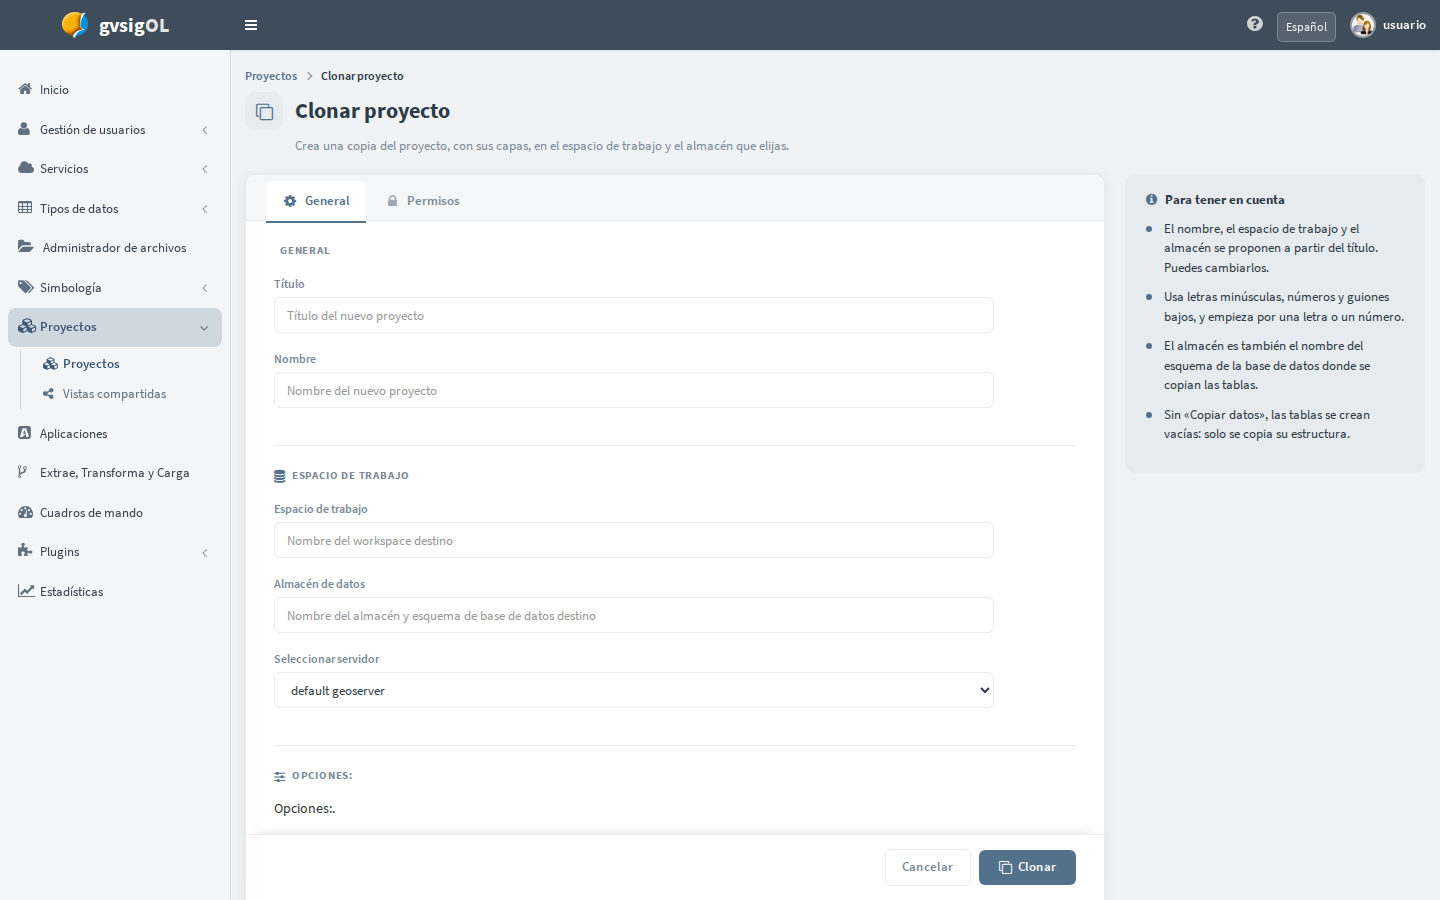 gvsigOL
Español
usuario
Inicio
Gestión de usuarios
Servicios
Tipos de datos
Administrador de archivos
Simbología
Proyectos
Proyectos
Vistas compartidas
Aplicaciones
Extrae, Transforma y Carga
Cuadros de mando
Plugins
Estadísticas
Proyectos
Clonar proyecto
Clonar proyecto
Crea una copia del proyecto, con sus capas, en el espacio de trabajo y el almacén que elijas.
General
Permisos
GENERAL
Título
Título del nuevo proyecto
Nombre
Nombre del nuevo proyecto
ESPACIO DE TRABAJO
Espacio de trabajo
Nombre del workspace destino
Almacén de datos
Nombre del almacén y esquema de base de datos destino
Seleccionar servidor
default geoserver
OPCIONES:
Opciones:.
Cancelar
Clonar
Para tener en cuenta
El nombre, el espacio de trabajo y el
almacén se proponen a partir del título.
Puedes cambiarlos.
Usa letras minúsculas, números y guiones
bajos, y empieza por una letra o un número.
El almacén es también el nombre del
esquema de la base de datos donde se
copian las tablas.
Sin «Copiar datos», las tablas se crean
vacías: solo se copia su estructura.